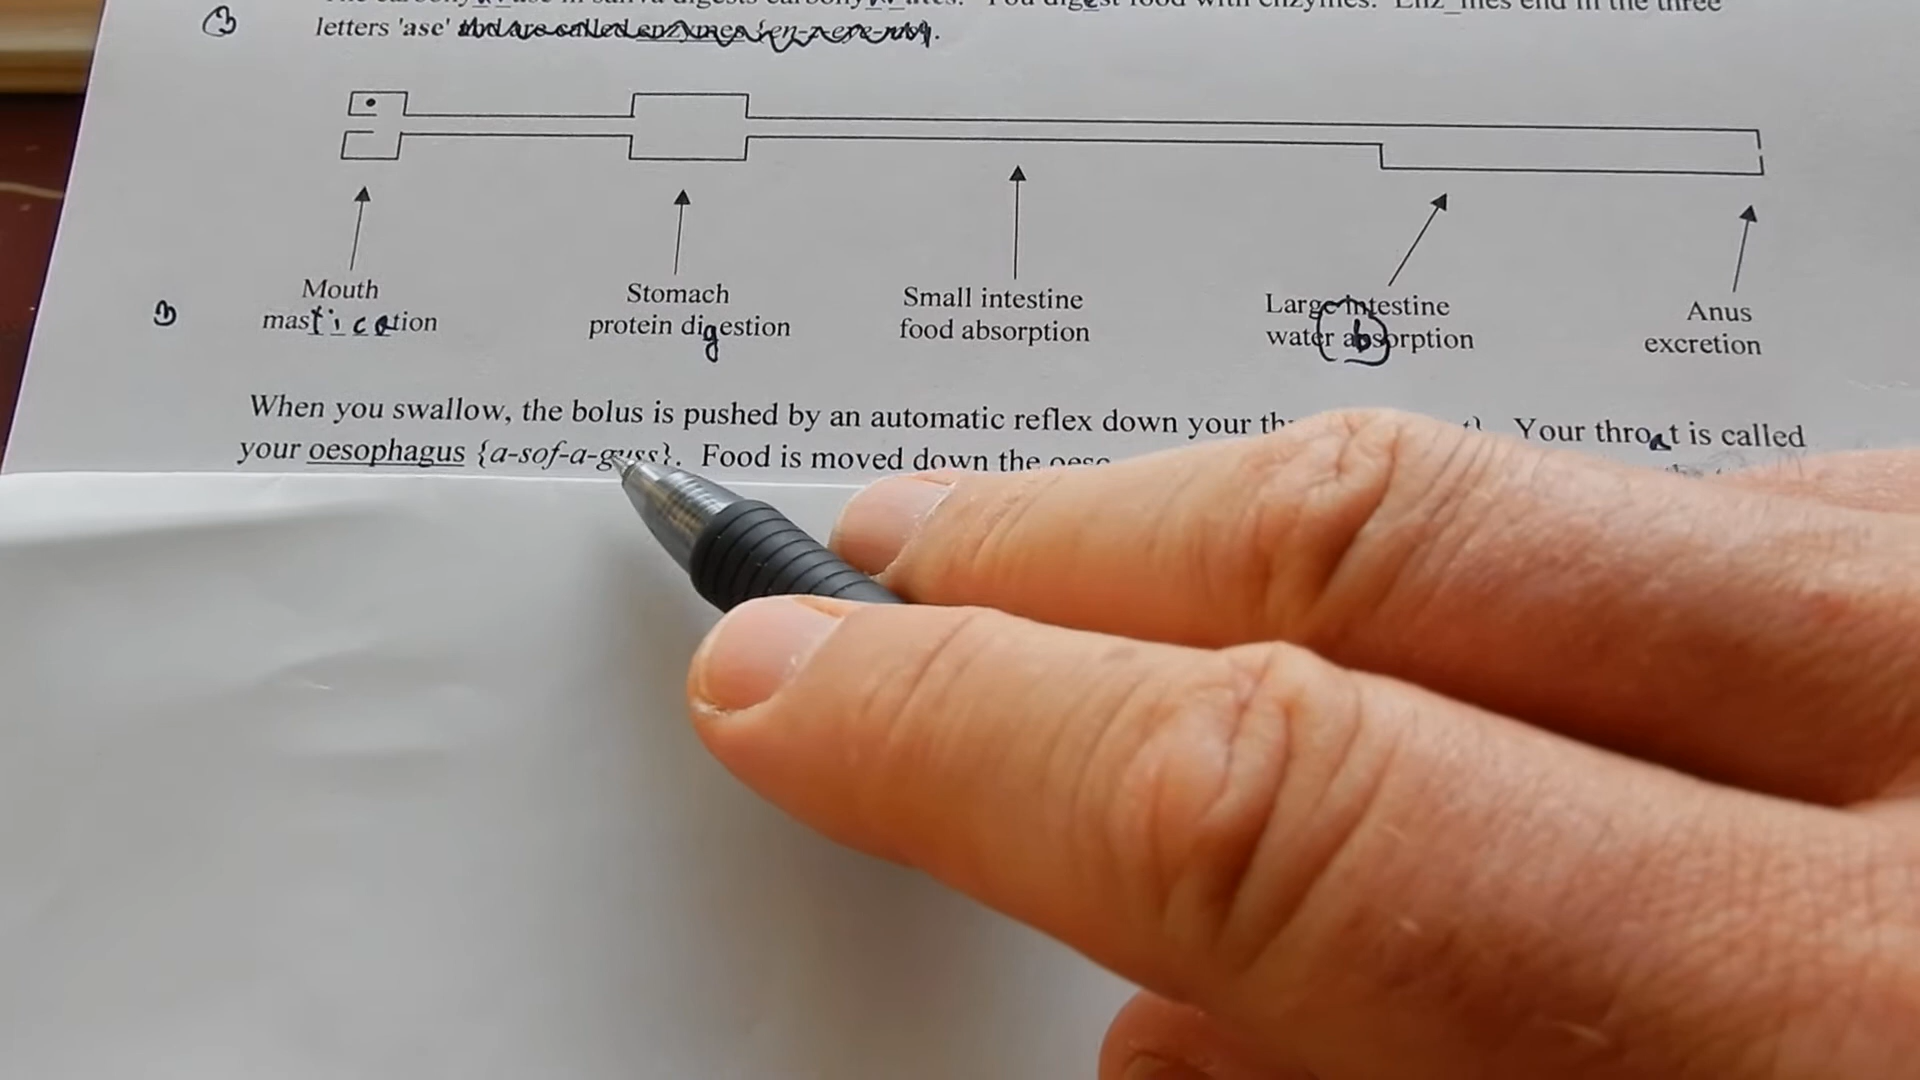 letters 'ase'
Mouth
mastication
Stomach
protein digestion
Small intestine
food absorption
Large intestine
water absorption
Anus
excretion
When you swallow, the bolus is pushed by an automatic reflex down your Your throat is called
your oesophagus {a-sof-a-guss}. Food is moved down the